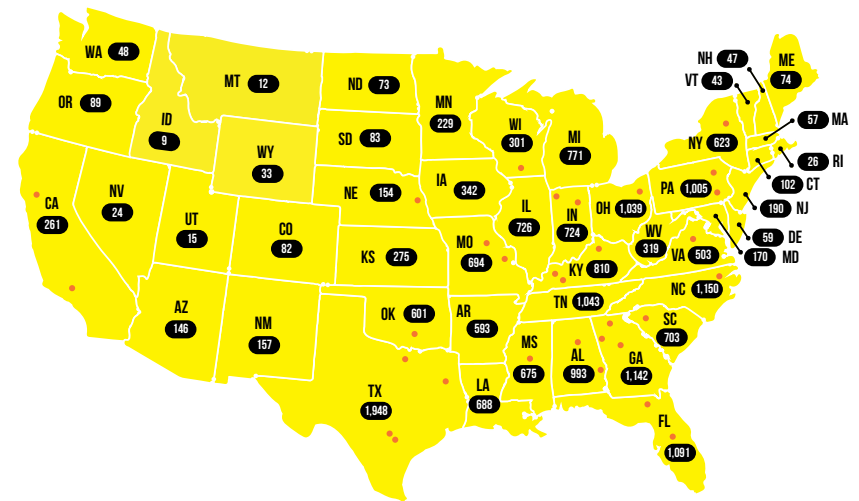 WA 48
OR 89
ID
9
MT 12
WY
33
ND 73
SD 83
NE 154
MN
229
IA 342
WI
301
MI
771
NH 47
VT 43
ME
74
57 MA
NY 623
26 RI
102 CT
PA 1,005
190 NJ
59 DE
170 MD
CA
261
NV
24
UT
15
CO
82
KS 275
MO
694
IL
726
IN
724
OH 1,039
WV
319
VA 503
KY 810
NC 1,150
TN 1,043
AZ
146
NM
157
OK 601
AR
593
SC
703
MS
675
AL
993
GA
1,142
TX
1,948
LA
688
FL
1,091